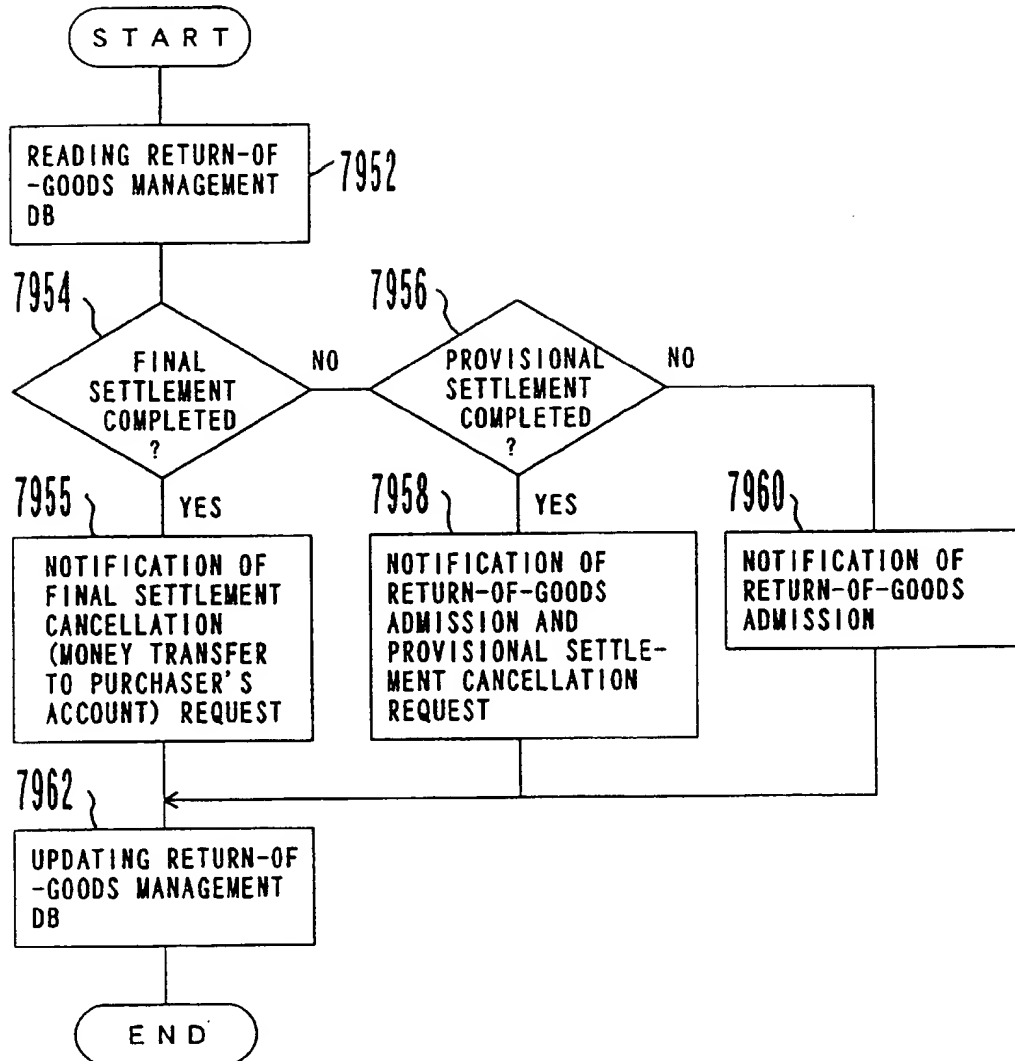 START
READING RETURN-OF
-GOODS MANAGEMENT
DB
7952
7954
FINAL
SETTLEMENT
COMPLETED
?
NO
YES
7956
PROVISIONAL
SETTLEMENT
COMPLETED
?
NO
YES
7955
NOTIFICATION OF
FINAL SETTLEMENT
CANCELLATION
(MONEY TRANSFER
TO PURCHASER'S
ACCOUNT) REQUEST
7958
NOTIFICATION OF
RETURN-OF-GOODS
ADMISSION AND
PROVISIONAL SETTLE-
MENT CANCELLATION
REQUEST
7960
NOTIFICATION OF
RETURN-OF-GOODS
ADMISSION
7962
UPDATING RETURN-OF
-GOODS MANAGEMENT
DB
END